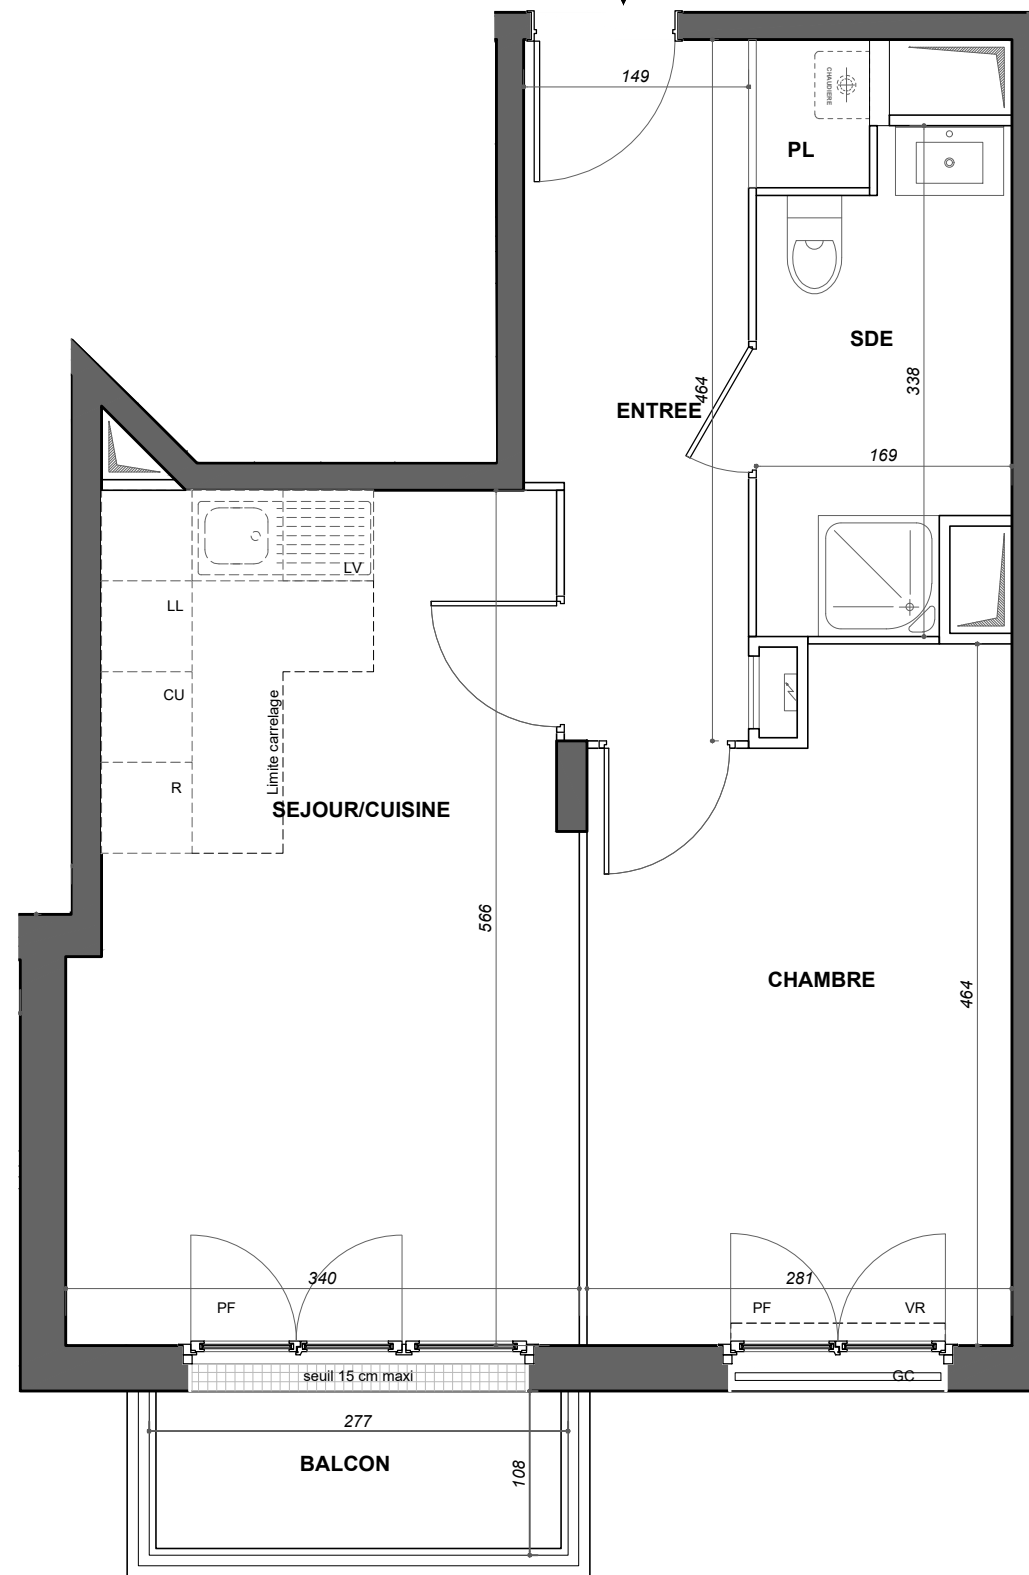 149
CHAUDIERE
PL
SDE
464
338
ENTREE
169
LV
LL
CU
Limite carrelage
R
SEJOUR/CUISINE
566
CHAMBRE
464
340
281
PF
PF
VR
seuil 15 cm maxi
GC
277
BALCON
108